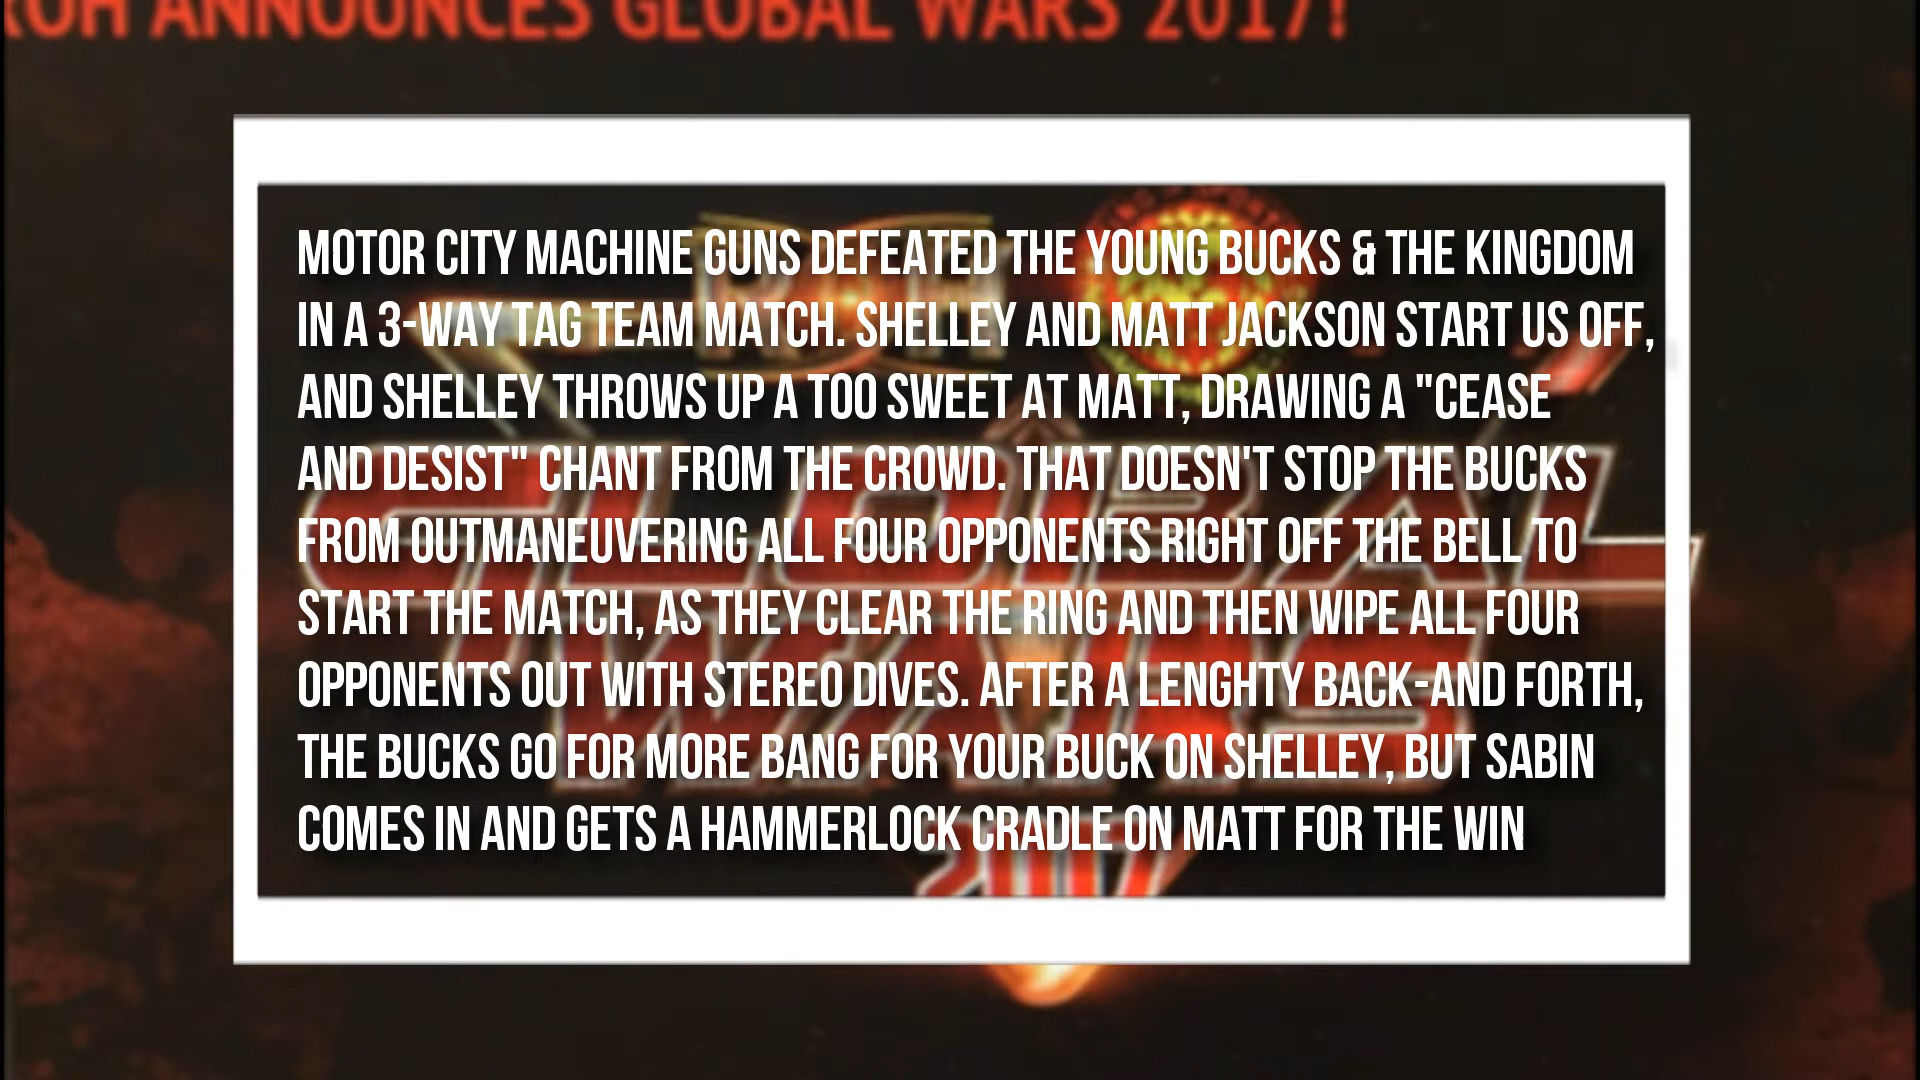 ROH ANNOUNCES GLOBAL WARS 2017!
MOTOR CITY MACHINE GUNS DEFEATED THE YOUNG BUCKS & THE KINGDOM
IN A 3-WAY TAG TEAM MATCH. SHELLEY AND MATT JACKSON START US OFF,
AND SHELLEY THROWS UP A TOO SWEET AT MATT, DRAWING A "CEASE
AND DESIST" CHANT FROM THE CROWD. THAT DOESN'T STOP THE BUCKS
FROM OUTMANEUVERING ALL FOUR OPPONENTS RIGHT OFF THE BELL TO
START THE MATCH, AS THEY CLEAR THE RING AND THEN WIPE ALL FOUR
OPPONENTS OUT WITH STEREO DIVES. AFTER A LENGHTY BACK-AND FORTH,
THE BUCKS GO FOR MORE BANG FOR YOUR BUCK ON SHELLEY, BUT SABIN
COMES IN AND GETS A HAMMERLOCK CRADLE ON MATT FOR THE WIN
ROH
GLOBAL
WARS